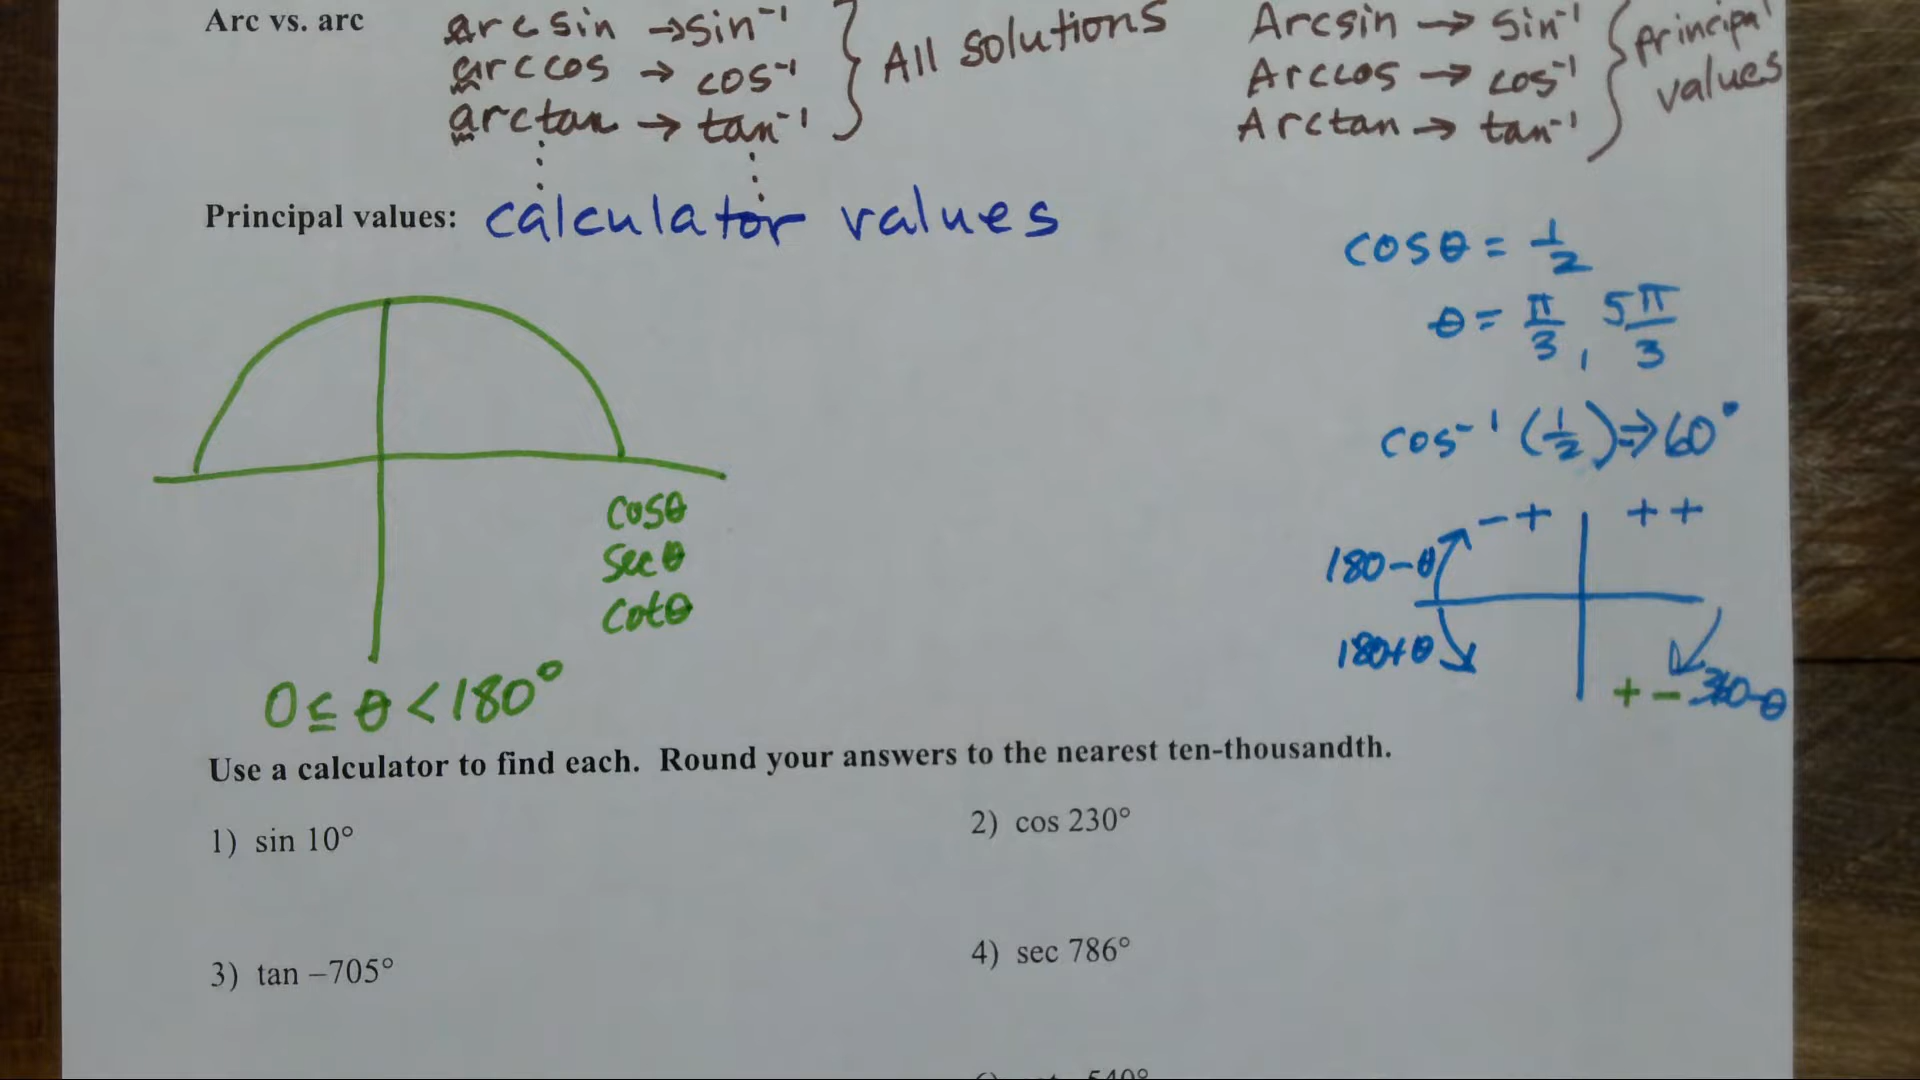 Arc vs. arc
arcsin → sin⁻¹
arccos → cos⁻¹
arctan → tan⁻¹
All solutions
Arcsin → sin⁻¹
Arccos → cos⁻¹
Arctan → tan⁻¹
principal
values
Principal values: calculator values
cosθ = 1/2
θ = π/3, 5π/3
cos⁻¹(1/2) ⇒ 60°
cosθ
secθ
cotθ
0 ≤ θ < 180°
- +
+ +
180-θ
180+θ
+ - 360-θ
Use a calculator to find each. Round your answers to the nearest ten-thousandth.
1) sin 10°
2) cos 230°
3) tan –705°
4) sec 786°